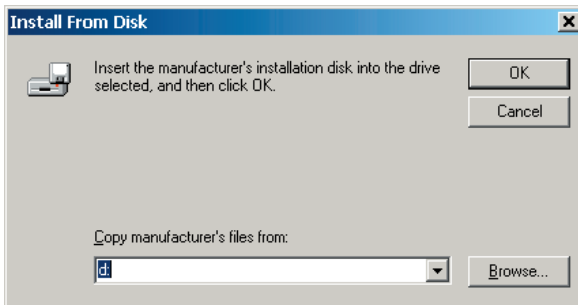 Install From Disk
Insert the manufacturer's installation disk into the drive
selected, and then click OK.
OK
Cancel
Copy manufacturer's files from:
d:
Browse...